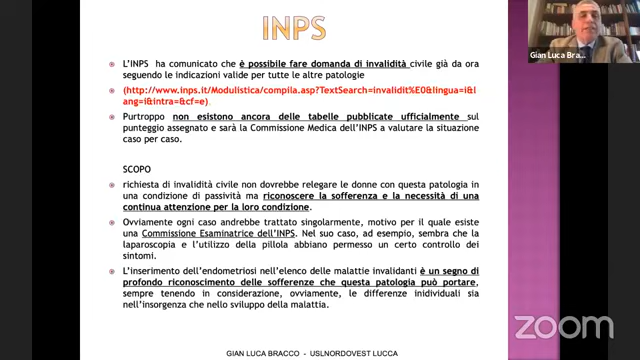 INPS
Gian Luca Bra...
L'INPS ha comunicato che è possibile fare domanda di invalidità civile già da ora
seguendo le indicazioni valide per tutte le altre patologie
(http://www.inps.it/Modulistica/compila.asp?TextSearch=invalidit%E0&lingua=i&l
ang=i&intra=&cf=e).
Purtroppo non esistono ancora delle tabelle pubblicate ufficialmente sul
punteggio assegnato e sarà la Commissione Medica dell'INPS a valutare la situazione
caso per caso.
SCOPO
richiesta di invalidità civile non dovrebbe relegare le donne con questa patologia in
una condizione di passività ma riconoscere la sofferenza e la necessità di una
continua attenzione per la loro condizione.
Ovviamente ogni caso andrebbe trattato singolarmente, motivo per il quale esiste
una Commissione Esaminatrice dell'INPS. Nel suo caso, ad esempio, sembra che la
laparoscopia e l'utilizzo della pillola abbiano permesso un certo controllo dei
sintomi.
L'inserimento dell'endometriosi nell'elenco delle malattie invalidanti è un segno di
profondo riconoscimento delle sofferenze che questa patologia può portare,
sempre tenendo in considerazione, ovviamente, le differenze inidividuali sia
nell'insorgenza che nello sviluppo della malattia.
GIAN LUCA BRACCO - USLNORDOVEST LUCCA
zoom